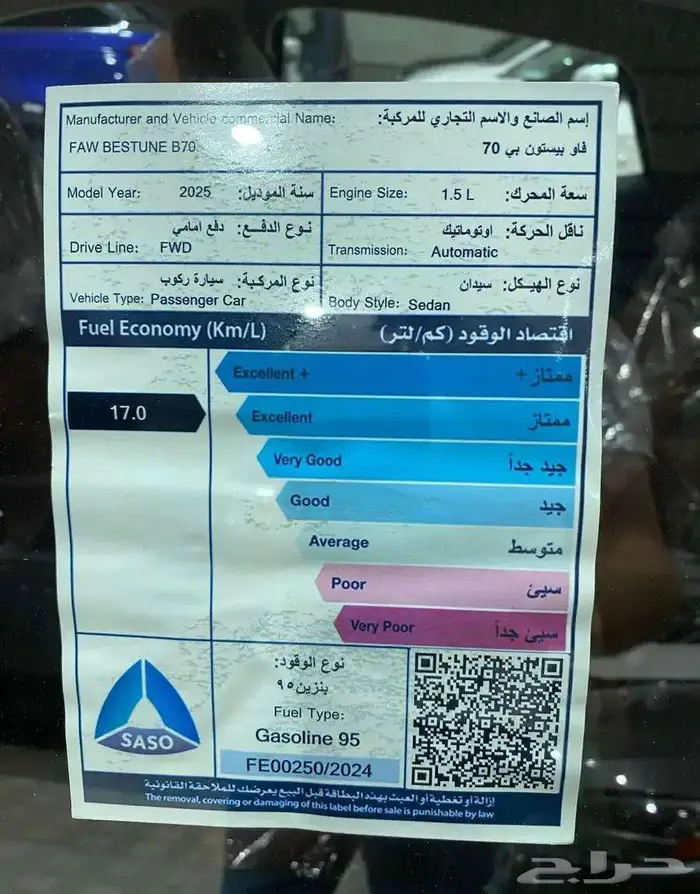 Manufacturer and Vehicle commercial Name: إسم الصانع والاسم التجاري للمركبة:
FAW BESTUNE B70 فاو بيستون بي 70
Model Year: 2025 سنة الموديل:
Engine Size: 1.5 L سعة المحرك:
نوع الدفع: دفع امامي
Drive Line: FWD
ناقل الحركة: اوتوماتيك
Transmission: Automatic
نوع المركبة: سيارة ركوب
Vehicle Type: Passenger Car
نوع الهيكل: سيدان
Body Style: Sedan
Fuel Economy (Km/L) اقتصاد الوقود (كم/لتر)
Excellent + ممتاز +
17.0
Excellent ممتاز
Very Good جيد جداً
Good جيد
Average متوسط
Poor سيئ
Very Poor سيئ جداً
SASO
نوع الوقود:
بنزين ٩٥
Fuel Type:
Gasoline 95
FE00250/2024
إزالة أو تغطية أو العبث بهذه البطاقة قبل البيع يعرضك للملاحقة القانونية
The removal, covering or damaging of this label before sale is punishable by law
حراج